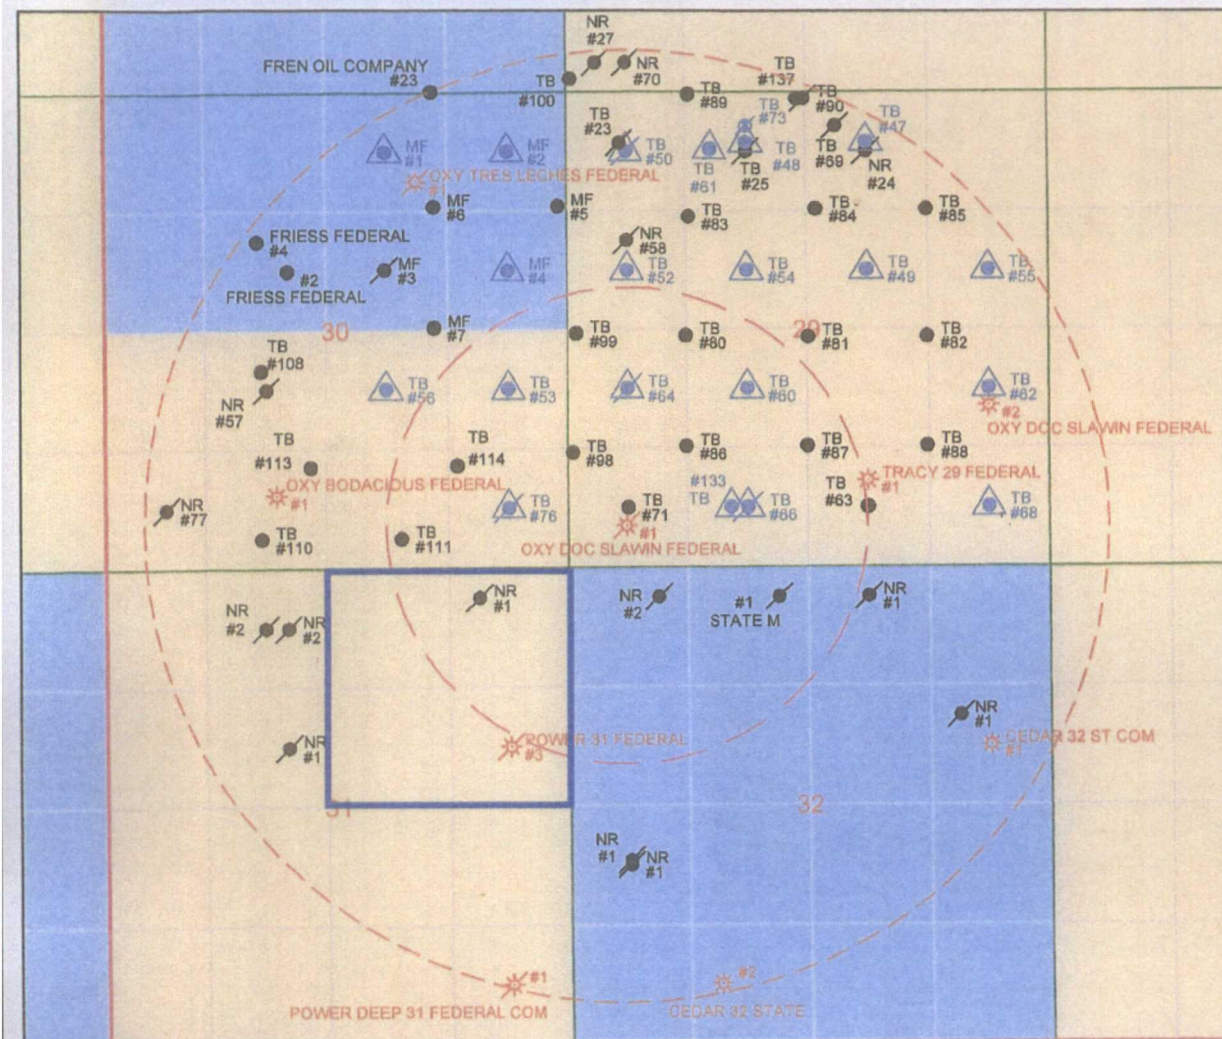 NR
#27
NR
#70
FREN OIL COMPANY
#23
TB
#100
TB
#89
TB
#137
TB
#90
TB
#73
TB
#47
TB
#23
TB
#50
TB
#61
TB
#25
TB
#48
TB
#69
NR
#24
MF
#1
MF
#2
OXY TRES LECHES FEDERAL
#1
MF
#6
MF
#5
TB
#83
TB
#84
TB
#85
FRIESS FEDERAL
#4
NR
#58
#2
FRIESS FEDERAL
MF
#3
MF
#4
TB
#52
TB
#54
TB
#49
TB
#55
30
MF
#7
TB
#99
TB
#80
29
TB
#81
TB
#82
TB
#108
NR
#57
TB
#56
TB
#53
TB
#64
TB
#60
TB
#62
#2
OXY DOC SLAWIN FEDERAL
TB
#113
TB
#114
TB
#98
TB
#86
TB
#87
TB
#88
OXY BODACIOUS FEDERAL
#1
#133
TB
TRACY 29 FEDERAL
#1
NR
#77
TB
#76
TB
#71
#1
TB
#66
TB
#63
TB
#68
TB
#110
TB
#111
OXY DOC SLAWIN FEDERAL
NR
#1
NR
#2
#1
STATE M
NR
#1
NR
#2
NR
#2
NR
#1
NR
#1
POWER 31 FEDERAL
#3
CEDAR 32 ST COM
#1
31
32
NR
#1
NR
#1
#1
POWER DEEP 31 FEDERAL COM
#2
CEDAR 32 STATE